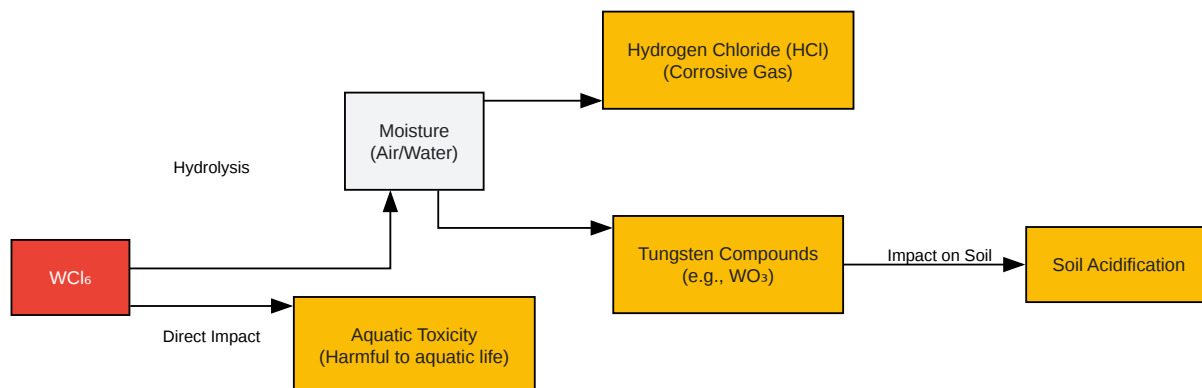 Hydrogen Chloride (HCl)
(Corrosive Gas)
Moisture
(Air/Water)
Hydrolysis
WCl₆
Tungsten Compounds
(e.g., WO₃)
Impact on Soil
Soil Acidification
Direct Impact
Aquatic Toxicity
(Harmful to aquatic life)